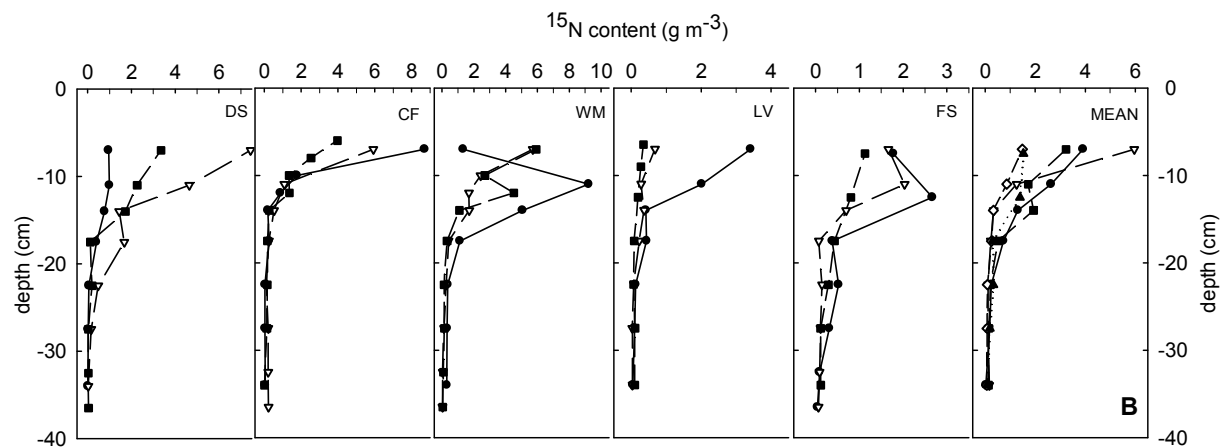 ¹⁵N content (g m⁻³)
0 2 4 6 0 2 4 6 8 0 2 4 6 8 10 0 2 4 0 1 2 3 0 2 4 6
0 DS CF WM LV FS MEAN 0
-10 -10
depth (cm) depth (cm)
-20 -20
-30 -30
B
-40 -40